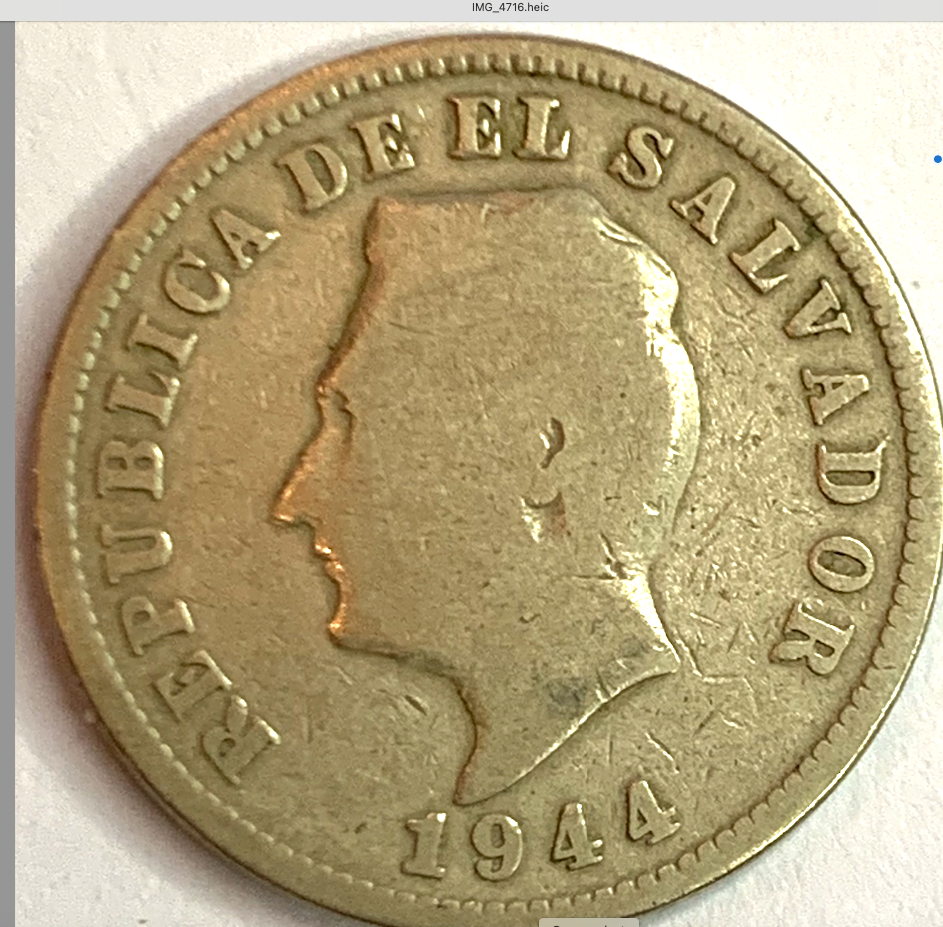 IMG_4716.heic
REPUBLICA DE EL SALVADOR
1944